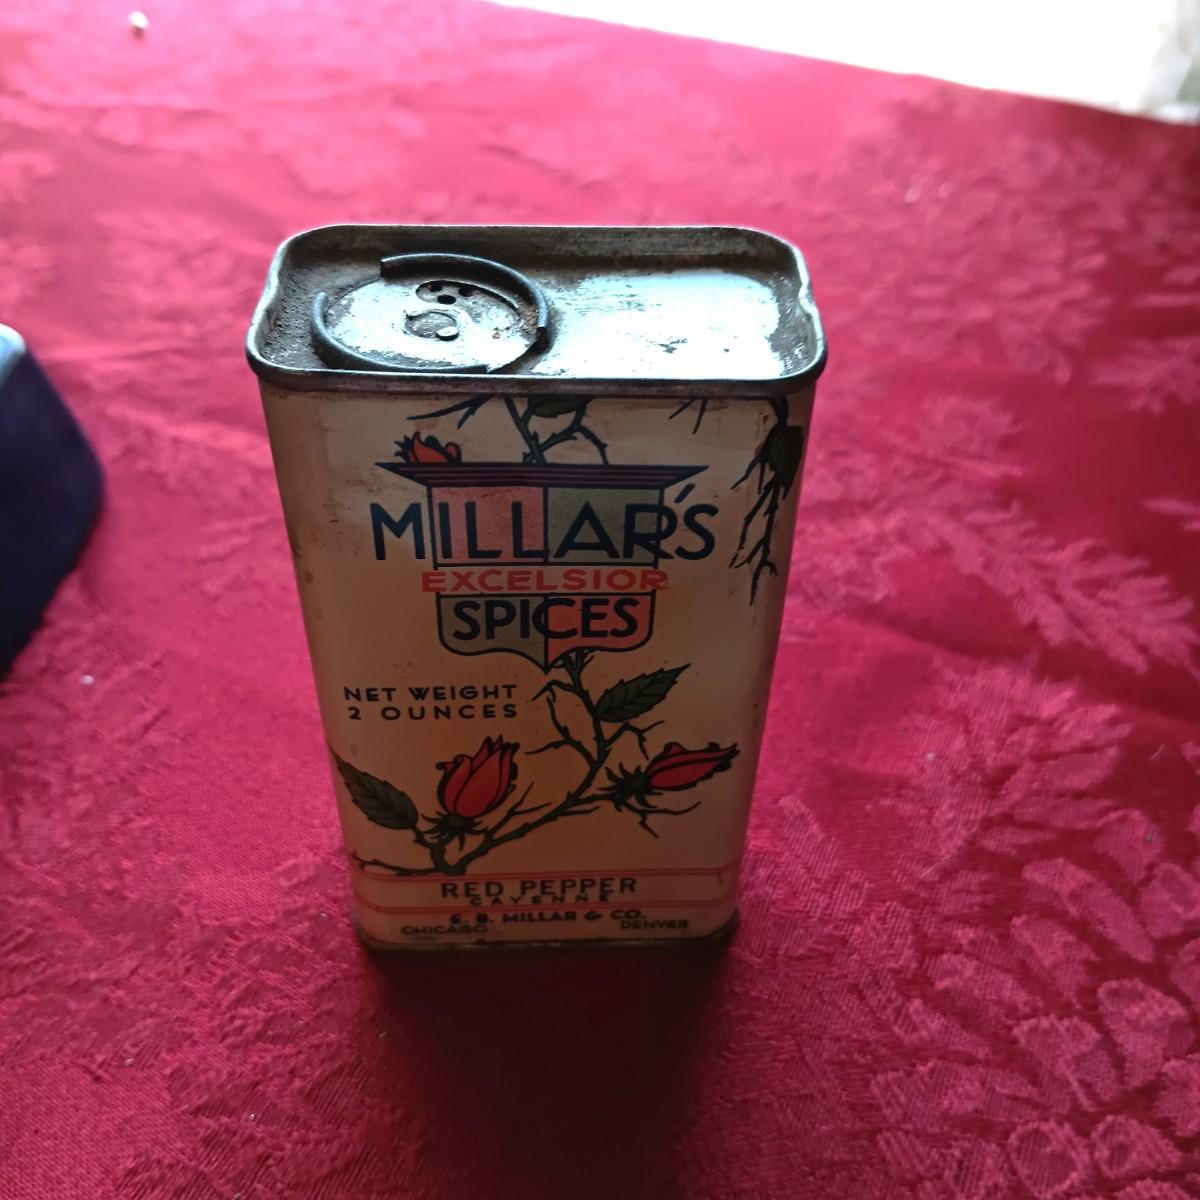 MILLAR'S
EXCELSIOR
SPICES
NET WEIGHT
2 OUNCES
RED PEPPER
CAYENNE
E. B. MILLAR & CO.
CHICAGO DENVER